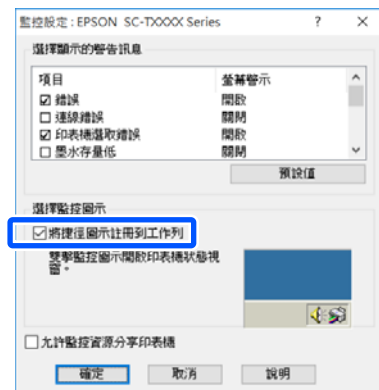 監控設定 : EPSON SC-TXXXX Series
選擇顯示的警告訊息
項目 螢幕警示
錯誤 開啟
連線錯誤 關閉
印表機選取錯誤 開啟
墨水存量低 關閉
預設值
選擇監控圖示
將捷徑圖示註冊到工作列
雙擊監控圖示開啟印表機狀態視
窗。
允許監控資源分享印表機
確定 取消 說明